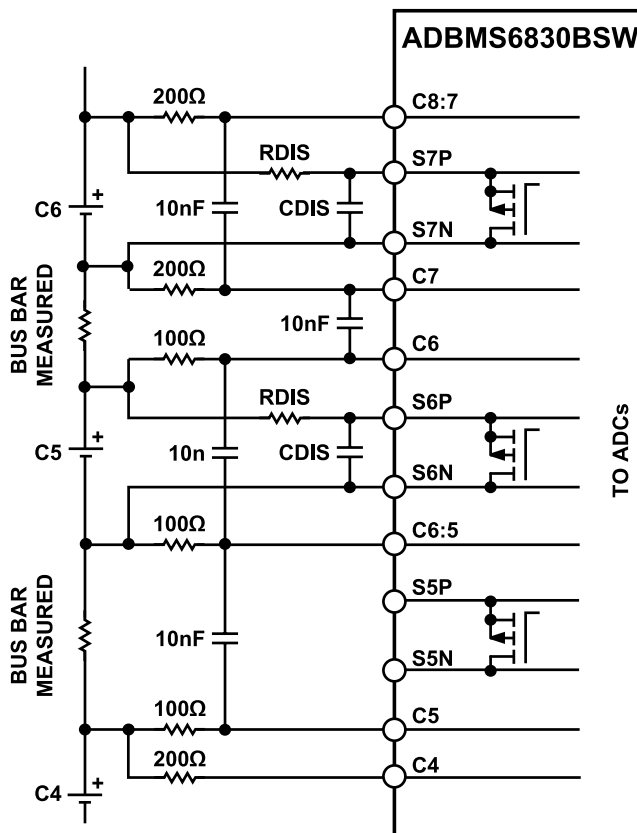 ADBMS6830BSW
200Ω
C8:7
RDIS
S7P
C6
+
10nF
CDIS
S7N
200Ω
C7
BUS BAR
MEASURED
10nF
100Ω
C6
RDIS
S6P
C5
+
10n
CDIS
S6N
TO ADCs
100Ω
C6:5
S5P
BUS BAR
MEASURED
10nF
S5N
100Ω
C5
200Ω
C4
C4
+